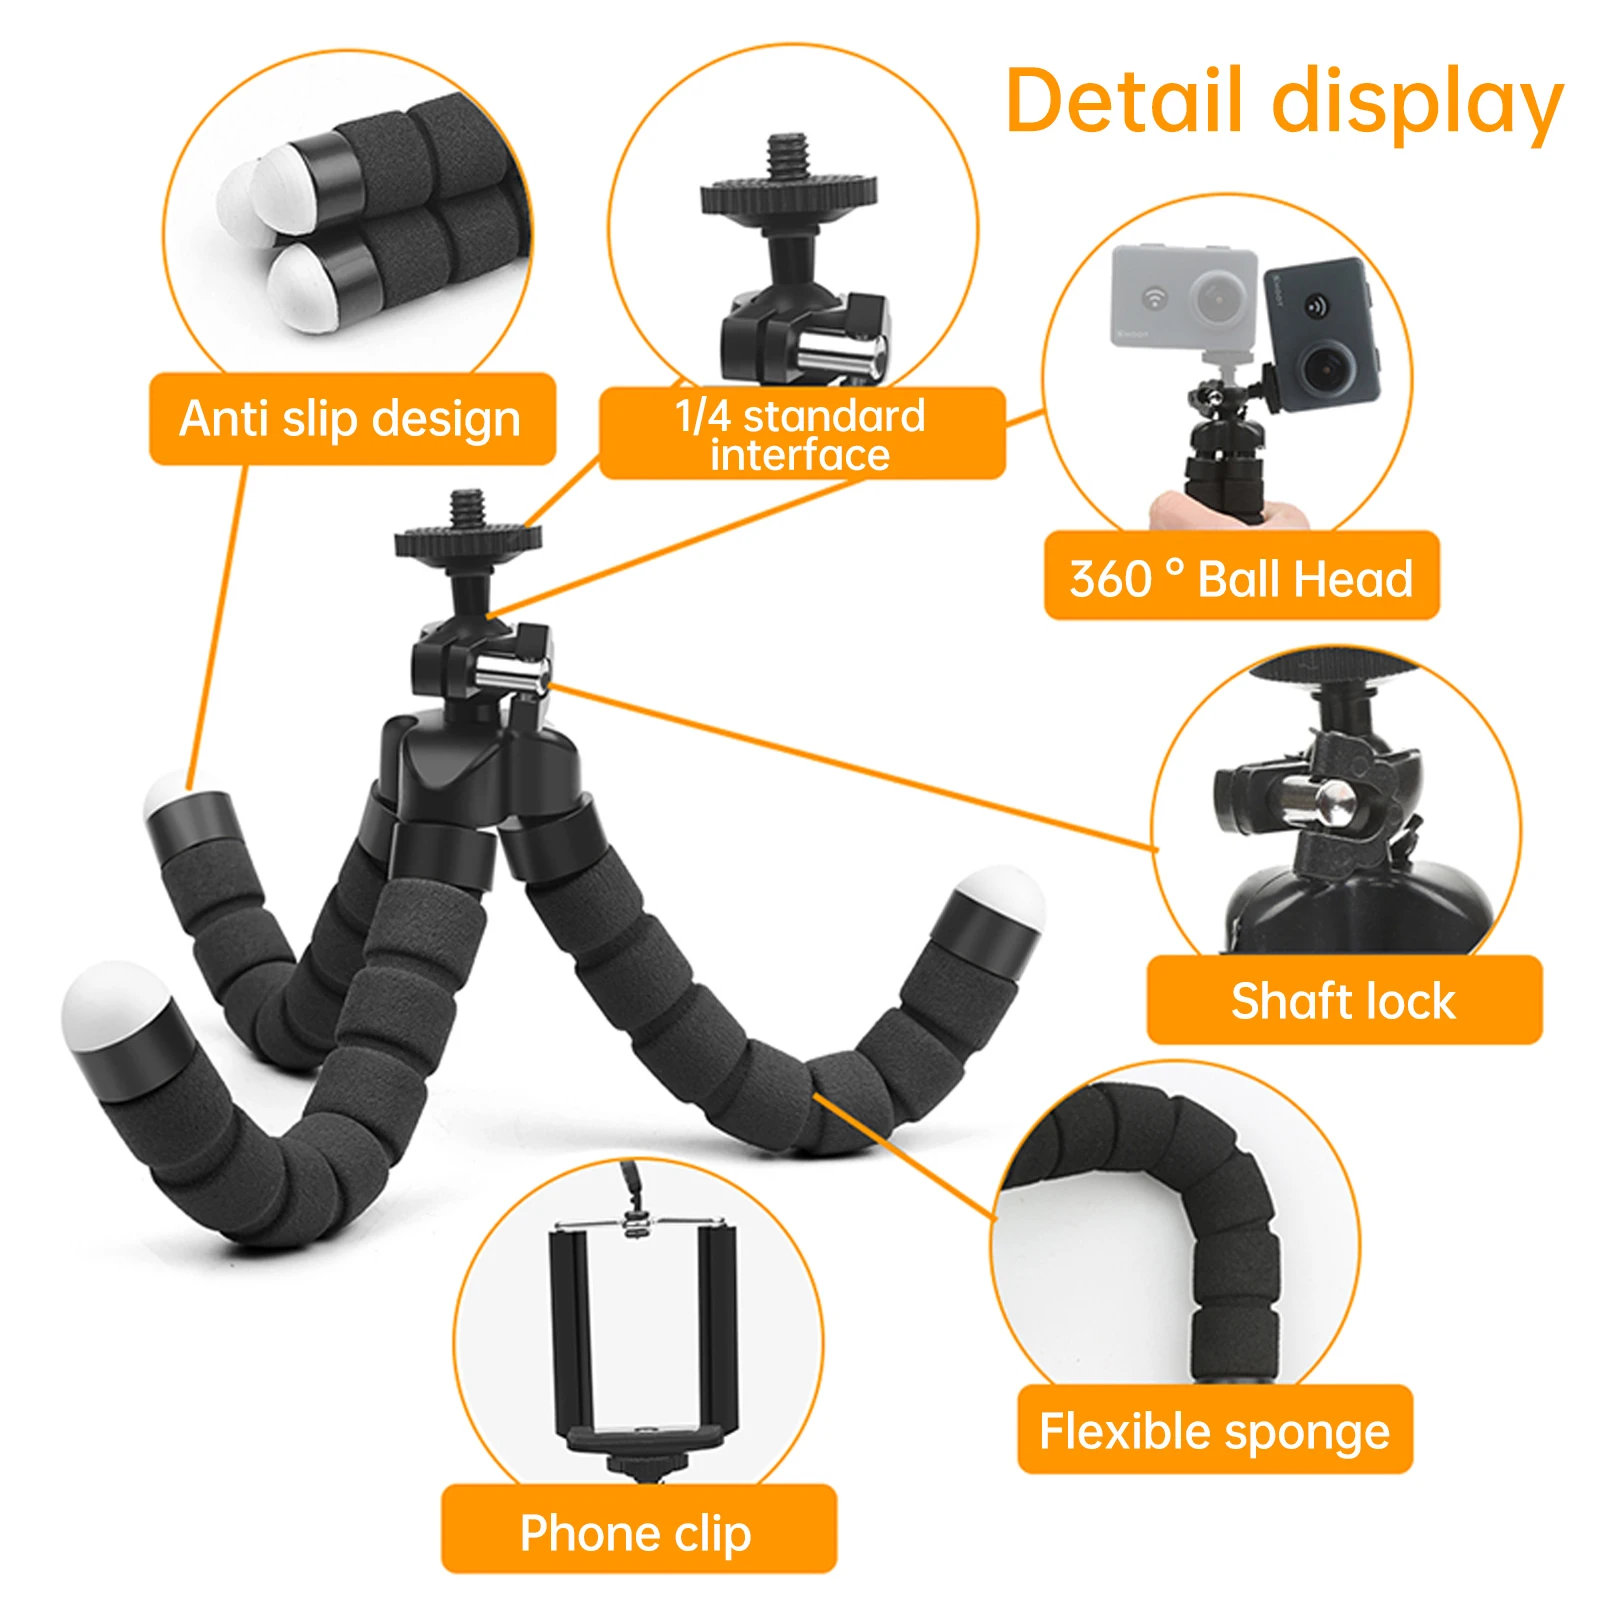 Detail display
Anti slip design
1/4 standard
interface
360 ° Ball Head
Shaft lock
Flexible sponge
Phone clip